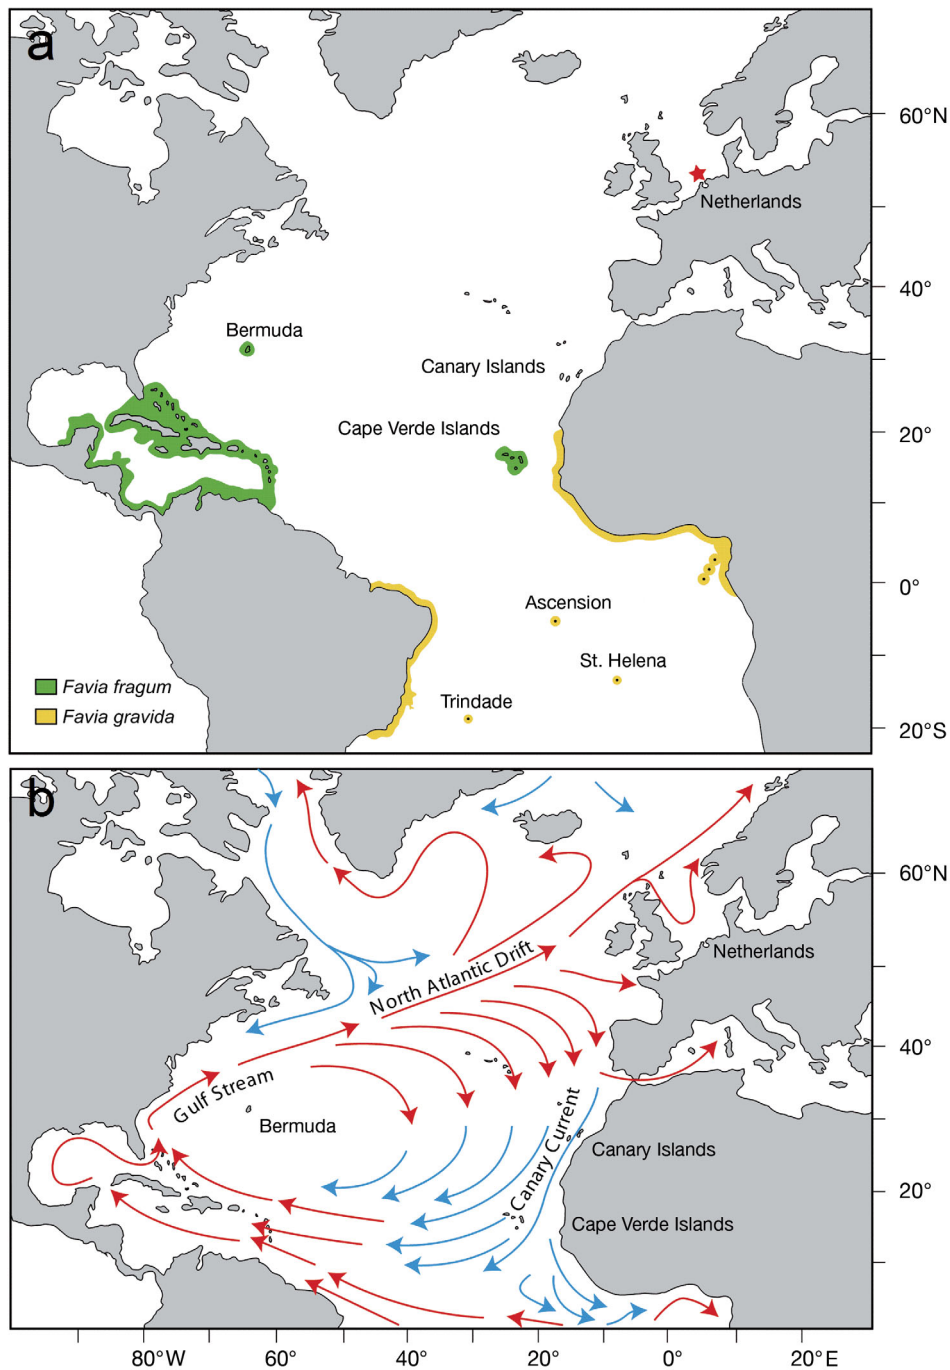 a
60°N
Netherlands
40°
Bermuda
Canary Islands
Cape Verde Islands
20°
0°
Ascension
St. Helena
Favia fragum
Trindade
Favia gravida
20°S
b
60°N
North Atlantic Drift
Netherlands
40°
Gulf Stream
Bermuda
Canary Current
Canary Islands
20°
Cape Verde Islands
80°W 60° 40° 20° 0° 20°E